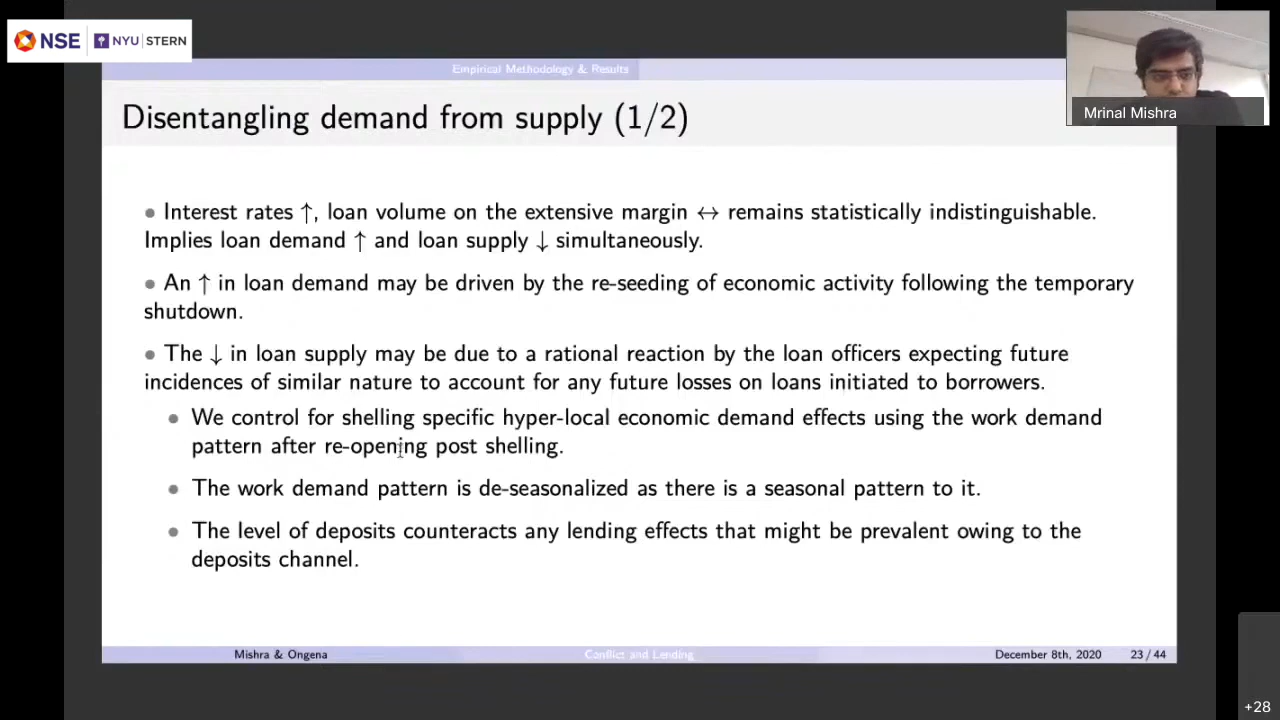 NSE NYU STERN
Empirical Methodology & Results
Mrinal Mishra
Disentangling demand from supply (1/2)
• Interest rates ↑, loan volume on the extensive margin ↔ remains statistically indistinguishable.
Implies loan demand ↑ and loan supply ↓ simultaneously.
• An ↑ in loan demand may be driven by the re-seeding of economic activity following the temporary
shutdown.
• The ↓ in loan supply may be due to a rational reaction by the loan officers expecting future
incidences of similar nature to account for any future losses on loans initiated to borrowers.
• We control for shelling specific hyper-local economic demand effects using the work demand
pattern after re-opening post shelling.
• The work demand pattern is de-seasonalized as there is a seasonal pattern to it.
• The level of deposits counteracts any lending effects that might be prevalent owing to the
deposits channel.
Mishra & Ongena Conflict and Lending December 8th, 2020 23 / 44
+28